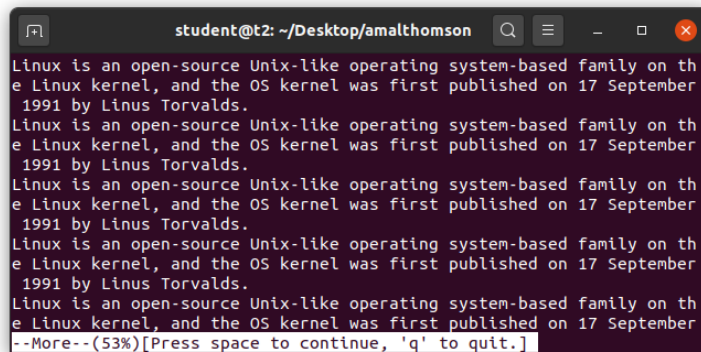 student@t2: ~/Desktop/amalthomson
Linux is an open-source Unix-like operating system-based family on th
e Linux kernel, and the OS kernel was first published on 17 September
 1991 by Linus Torvalds.
Linux is an open-source Unix-like operating system-based family on th
e Linux kernel, and the OS kernel was first published on 17 September
 1991 by Linus Torvalds.
Linux is an open-source Unix-like operating system-based family on th
e Linux kernel, and the OS kernel was first published on 17 September
 1991 by Linus Torvalds.
Linux is an open-source Unix-like operating system-based family on th
e Linux kernel, and the OS kernel was first published on 17 September
 1991 by Linus Torvalds.
Linux is an open-source Unix-like operating system-based family on th
e Linux kernel, and the OS kernel was first published on 17 September
--More--(53%)[Press space to continue, 'q' to quit.]